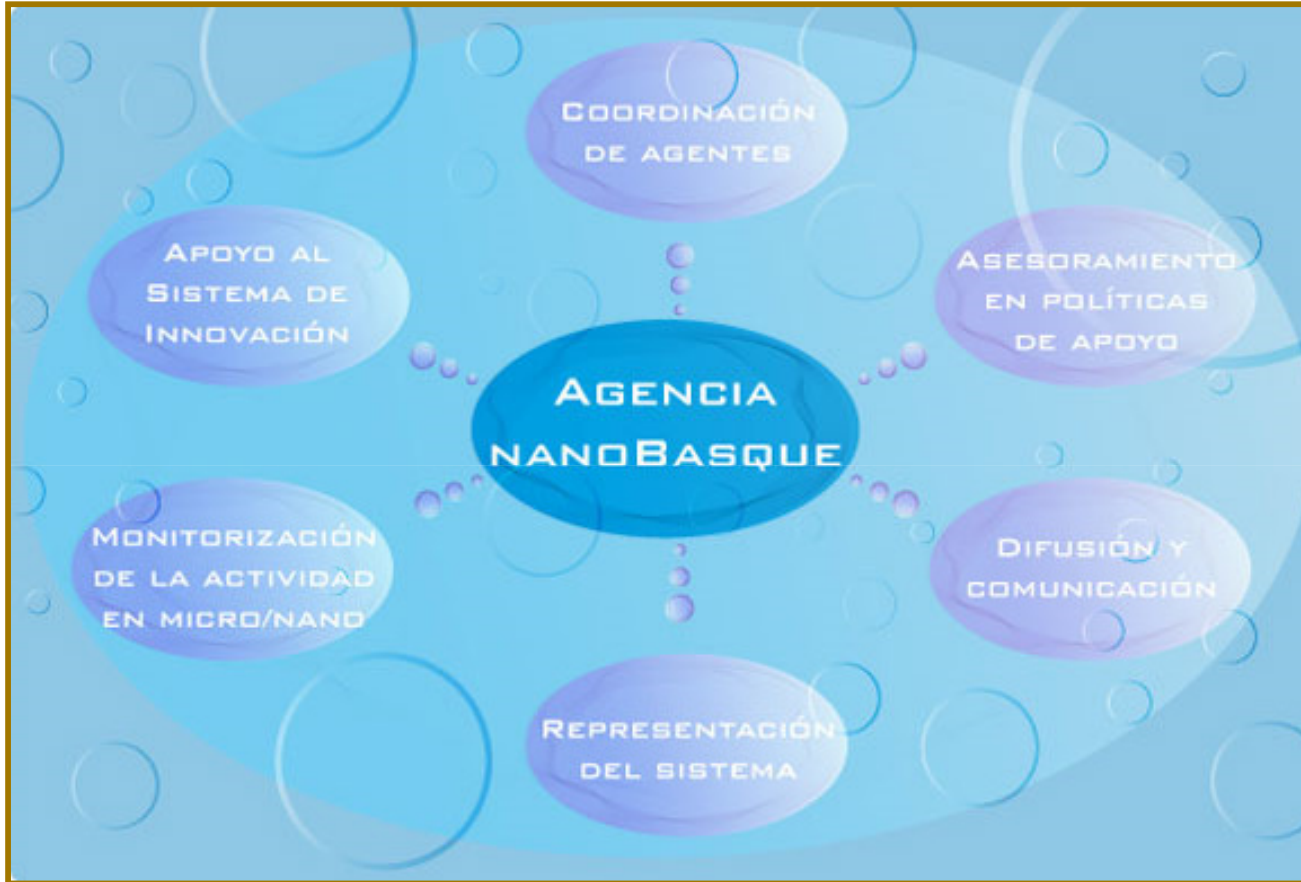 Coordinación
de agentes
Apoyo al
Sistema de
Innovación
Asesoramiento
en políticas
de apoyo
Agencia
nanoBasque
Monitorización
de la actividad
en micro/nano
Difusión y
comunicación
Representación
del sistema